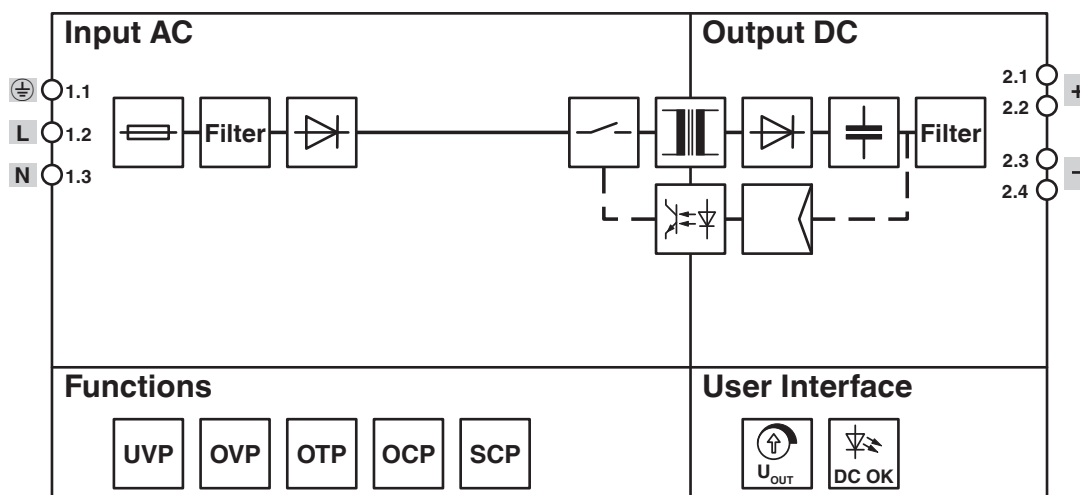 Input AC
Output DC
1.1
L 1.2
N 1.3
Filter
Filter
2.1
2.2
+
2.3
2.4
–
Functions
User Interface
UVP
OVP
OTP
OCP
SCP
UOUT
DC OK